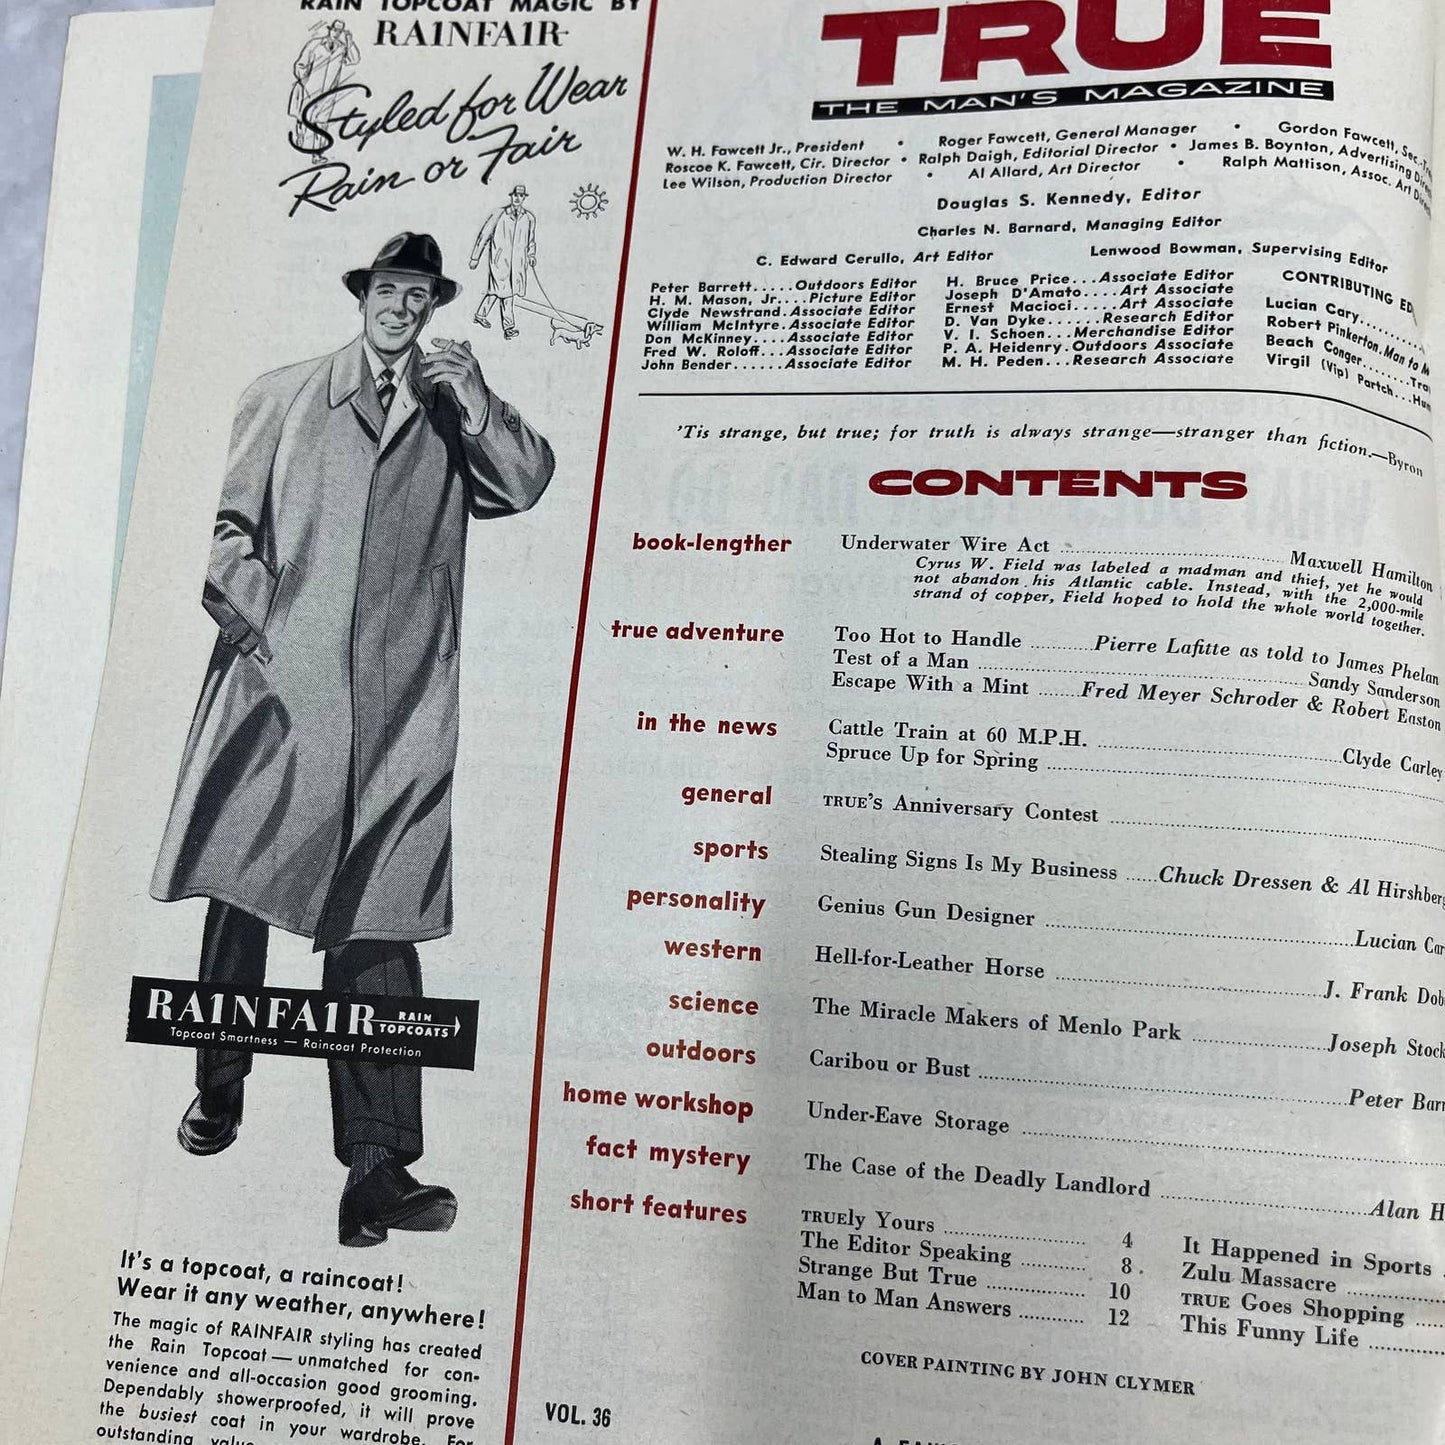 RAIN TOPCOAT MAGIC BY
RAINFAIR
Styled for Wear
Rain or Fair
RAINFAIR RAIN TOPCOATS
Topcoat Smartness — Raincoat Protection
It's a topcoat, a raincoat!
Wear it any weather, anywhere!
The magic of RAINFAIR styling has created
the Rain Topcoat — unmatched for con-
venience and all-occasion good grooming.
Dependably showerproofed, it will prove
the busiest coat in your wardrobe. For
outstanding
TRUE
THE MAN'S MAGAZINE
W. H. Fawcett Jr., President • Roger Fawcett, General Manager • Gordon Fawcett,
Roscoe K. Fawcett, Cir. Director • Ralph Daigh, Editorial Director • James B. Boynton, Advertising
Lee Wilson, Production Director • Al Allard, Art Director • Ralph Mattison, Assoc. Art
Douglas S. Kennedy, Editor
Charles N. Barnard, Managing Editor
C. Edward Cerullo, Art Editor Lenwood Bowman, Supervising Editor
Peter Barrett.....Outdoors Editor
H. M. Mason, Jr....Picture Editor
Clyde Newstrand.Associate Editor
William McIntyre.Associate Editor
Don McKinney....Associate Editor
Fred W. Roloff...Associate Editor
John Bender......Associate Editor
H. Bruce Price...Associate Editor
Joseph D'Amato....Art Associate
Ernest Macioci....Art Associate
D. Van Dyke......Research Editor
V. I. Schoen...Merchandise Editor
P. A. Heidenry.Outdoors Associate
M. H. Peden...Research Associate
CONTRIBUTING
Lucian Cary..........
Robert Pinkerton.Man to
Beach Conger........
Virgil (Vip) Partch...
'Tis strange, but true; for truth is always strange—stranger than fiction.—Byron
CONTENTS
book-lengther Underwater Wire Act ........ Maxwell Hamilton
Cyrus W. Field was labeled a madman and thief, yet he would
not abandon his Atlantic cable. Instead, with the 2,000-mile
strand of copper, Field hoped to hold the whole world together.
true adventure Too Hot to Handle ........ Pierre Lafitte as told to James Phelan
Test of a Man ........ Sandy Sanderson
Escape With a Mint ........ Fred Meyer Schroder & Robert Easton
in the news Cattle Train at 60 M.P.H. ........ Clyde Carley
Spruce Up for Spring ........
general TRUE'S Anniversary Contest ........
sports Stealing Signs Is My Business ...... Chuck Dressen & Al
personality Genius Gun Designer ........ Lucian
western Hell-for-Leather Horse ........ J. Frank
science The Miracle Makers of Menlo Park ........ Joseph
outdoors Caribou or Bust ........ Peter
home workshop Under-Eave Storage ........
fact mystery The Case of the Deadly Landlord ........ Alan
short features TRUEly Yours ........ 4
The Editor Speaking ........ 8
Strange But True ........ 10
Man to Man Answers ........ 12
It Happened in Sports
Zulu Massacre ........
TRUE Goes Shopping ....
This Funny Life ........
COVER PAINTING BY JOHN CLYMER
VOL. 36
A